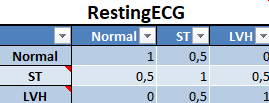 RestingECG
Normal ST LVH
Normal 1 0,5 0
ST 0,5 1 0,5
LVH 0 0,5 1